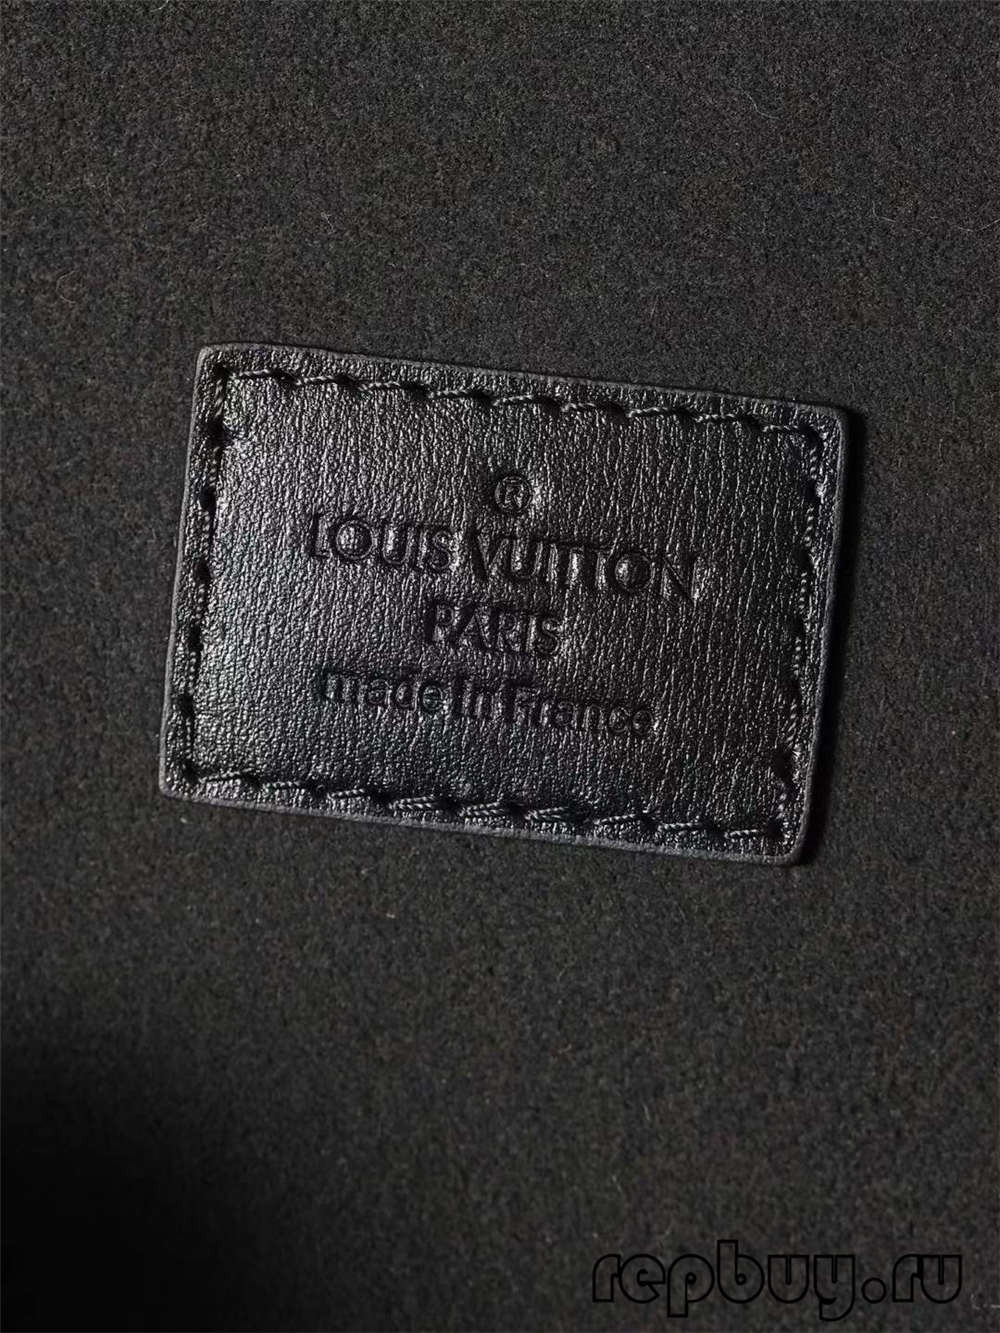 ®
LOUIS VUITTON
PARIS
made in France
repbuy.ru